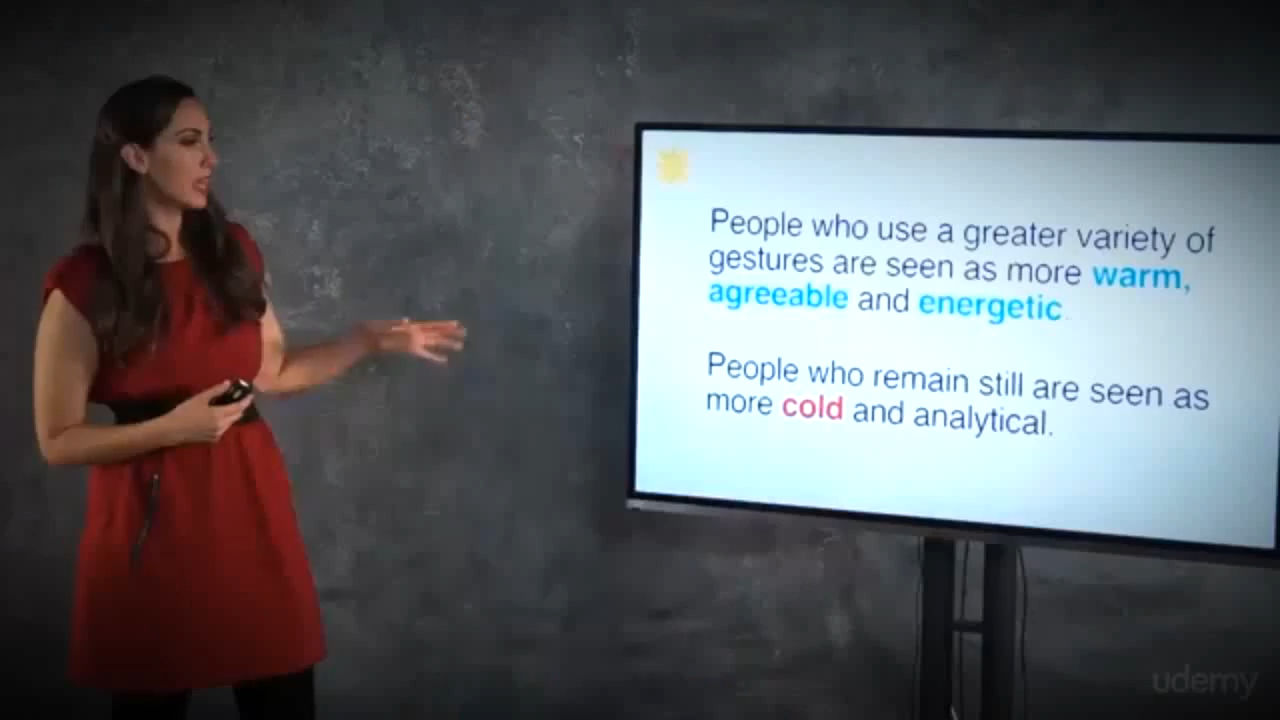 People who use a greater variety of
gestures are seen as more warm,
agreeable and energetic.
People who remain still are seen as
more cold and analytical.
udemy